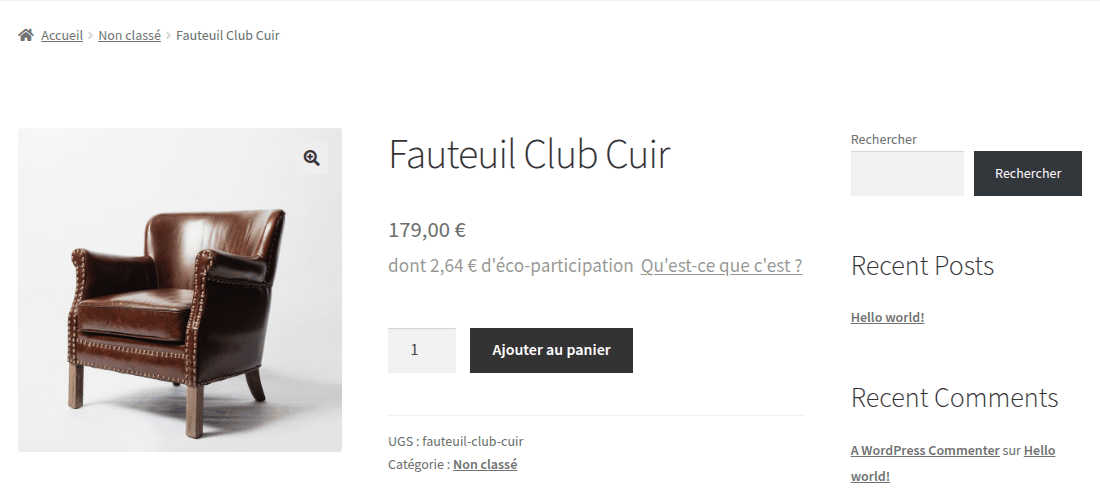 Accueil > Non classé > Fauteuil Club Cuir
Fauteuil Club Cuir
179,00 €
dont 2,64 € d'éco-participation Qu'est-ce que c'est ?
1
Ajouter au panier
UGS : fauteuil-club-cuir
Catégorie : Non classé
Rechercher
Rechercher
Recent Posts
Hello world!
Recent Comments
A WordPress Commenter sur Hello
world!